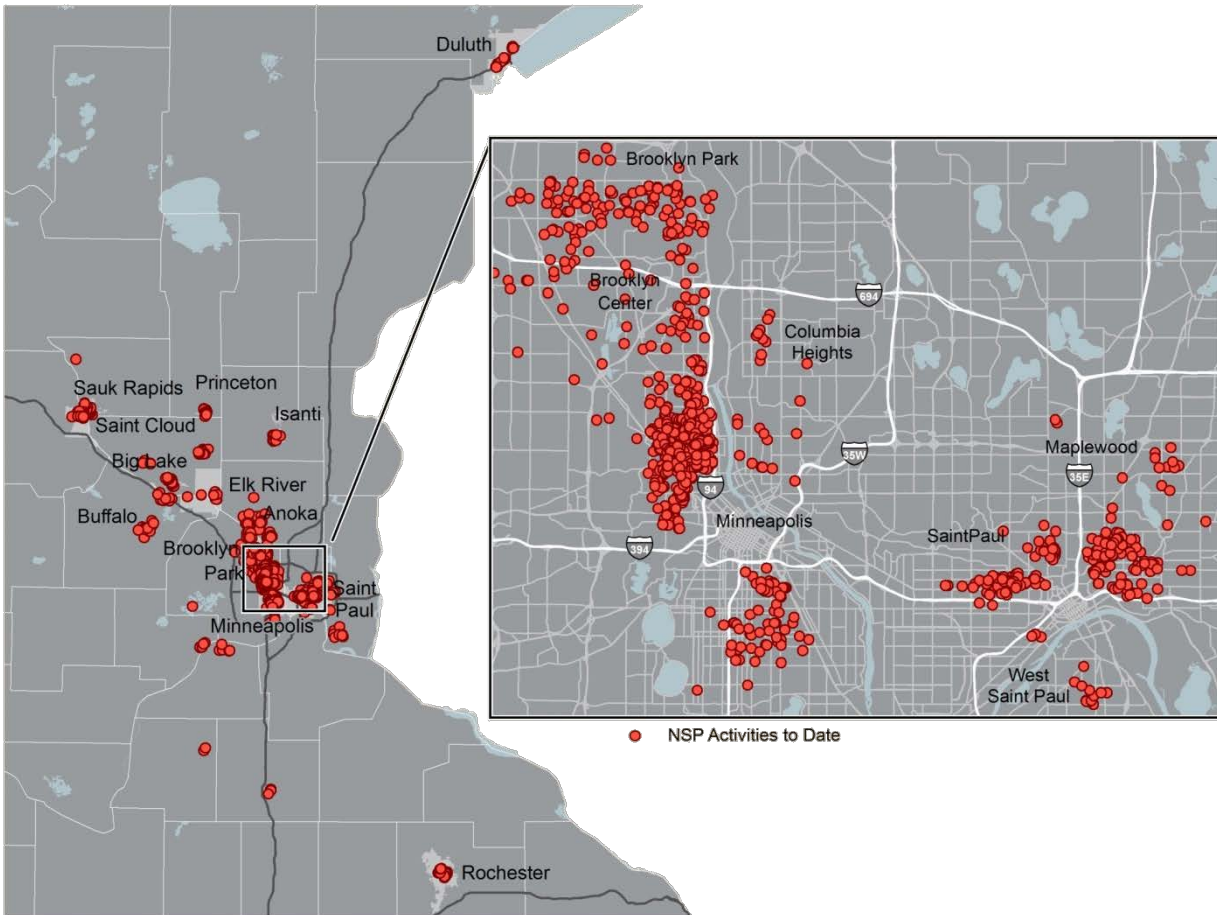 Duluth
Sauk Rapids
Princeton
Saint Cloud
Isanti
Big Lake
Elk River
Buffalo
Anoka
Brooklyn
Park
Saint
Paul
Minneapolis
Rochester
Brooklyn Park
Brooklyn
Center
694
Columbia
Heights
35W
Maplewood
35E
94
Minneapolis
394
SaintPaul
West
Saint Paul
NSP Activities to Date